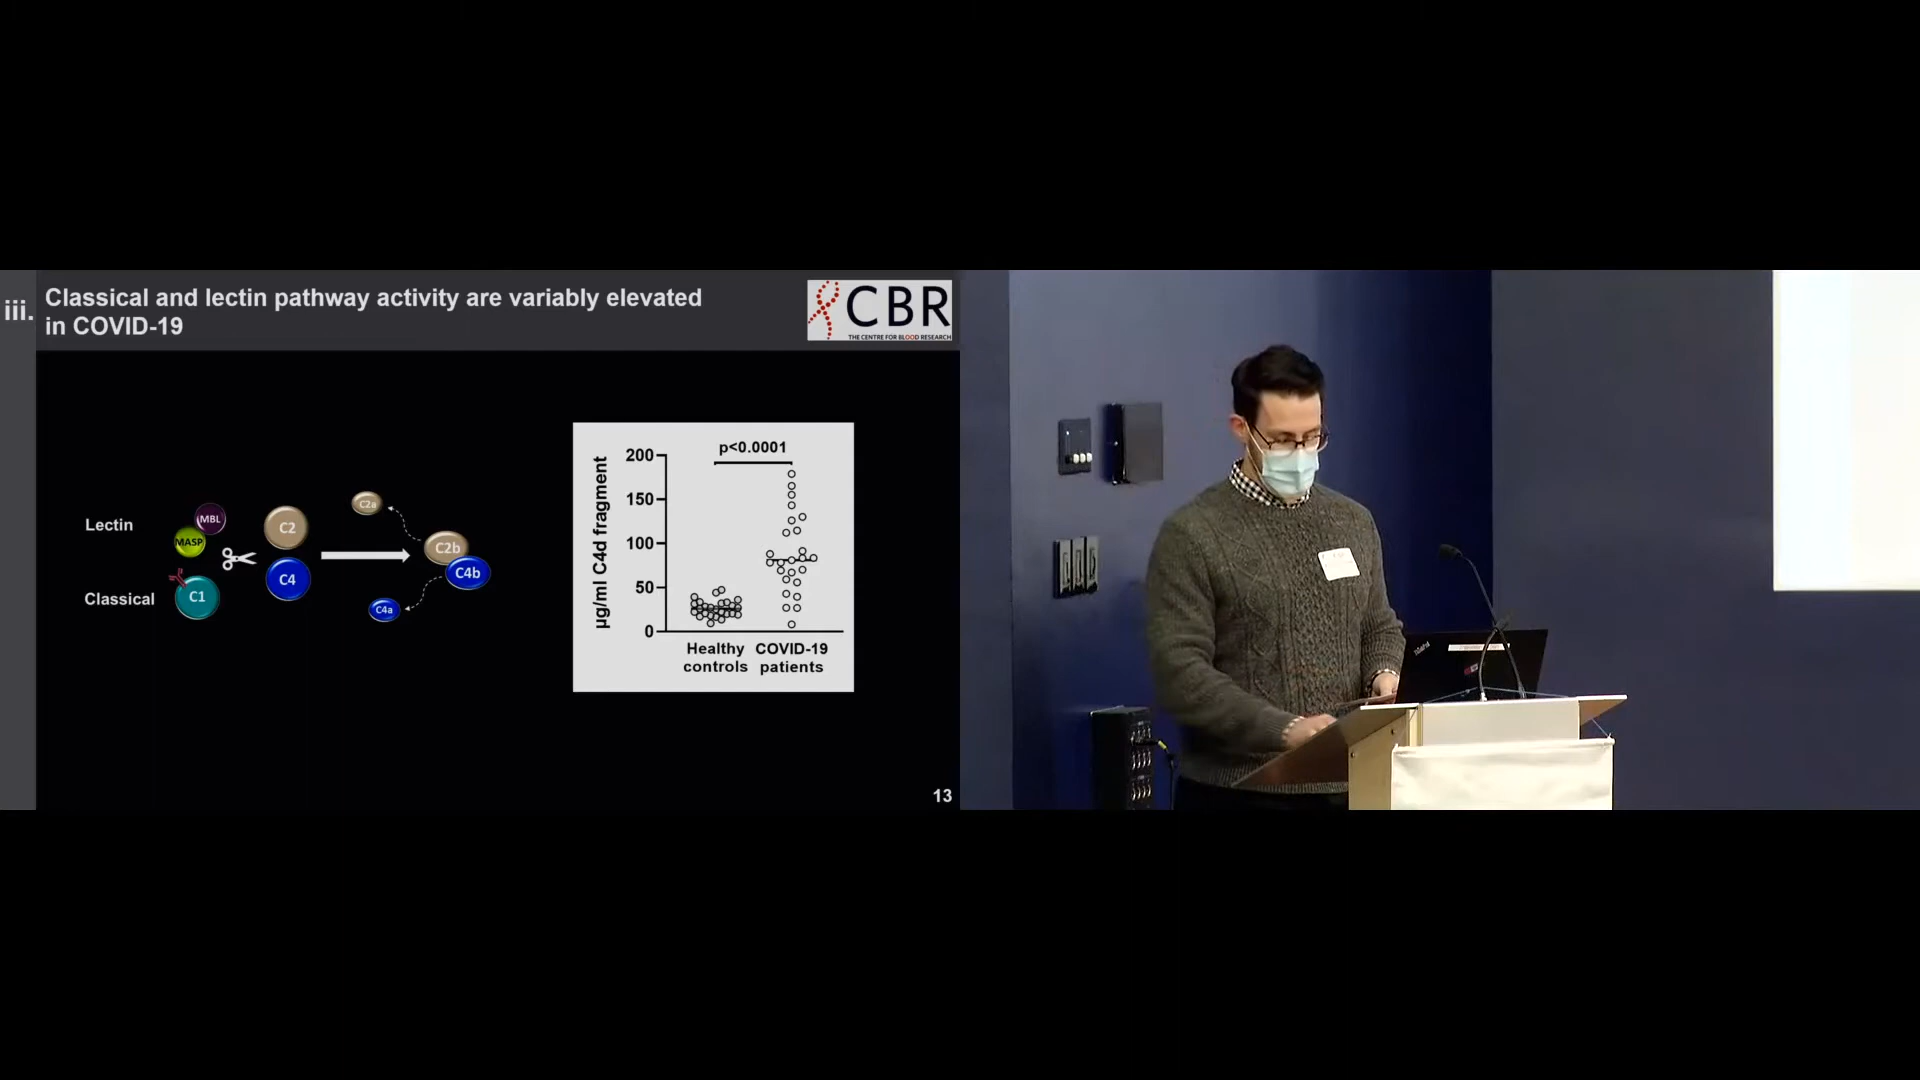 iii.
Classical and lectin pathway activity are variably elevated
in COVID-19
CBR
THE CENTRE FOR BLOOD RESEARCH
Lectin
MBL
MASP
Classical
C1
C2
C4
C2a
C2b
C4b
C4a
p<0.0001
µg/ml C4d fragment
200
150
100
50
0
Healthy
controls
COVID-19
patients
13